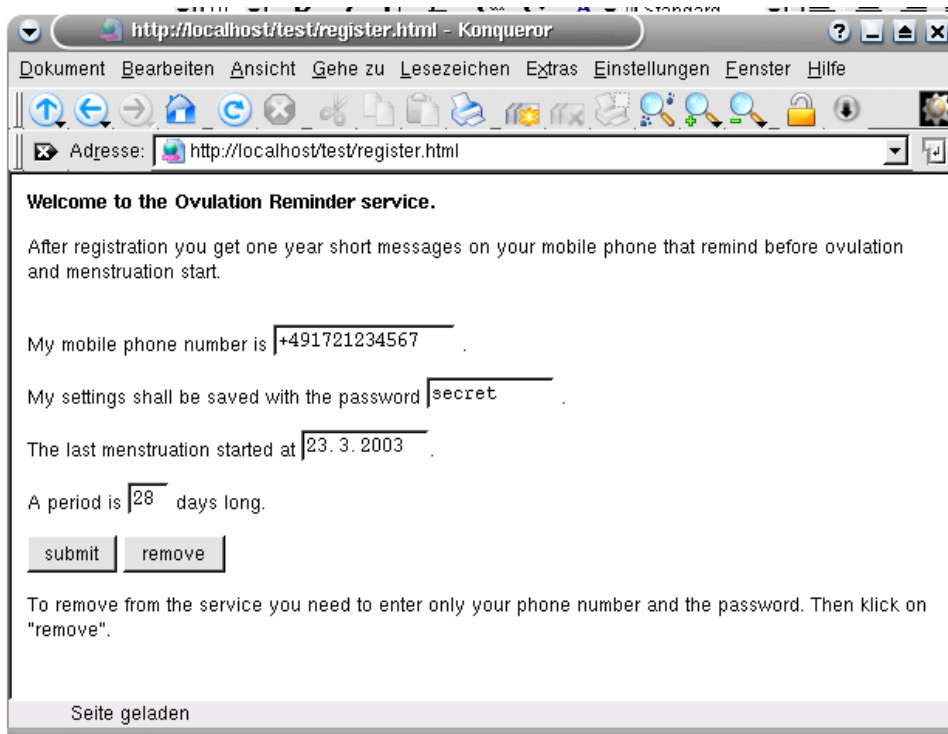 http://localhost/test/register.html - Konqueror
Dokument Bearbeiten Ansicht Gehe zu Lesezeichen Extras Einstellungen Fenster Hilfe
Adresse: http://localhost/test/register.html
Welcome to the Ovulation Reminder service.
After registration you get one year short messages on your mobile phone that remind before ovulation
and menstruation start.
My mobile phone number is +491721234567 .
My settings shall be saved with the password secret .
The last menstruation started at 23.3.2003 .
A period is 28 days long.
submit remove
To remove from the service you need to enter only your phone number and the password. Then klick on
"remove".
Seite geladen